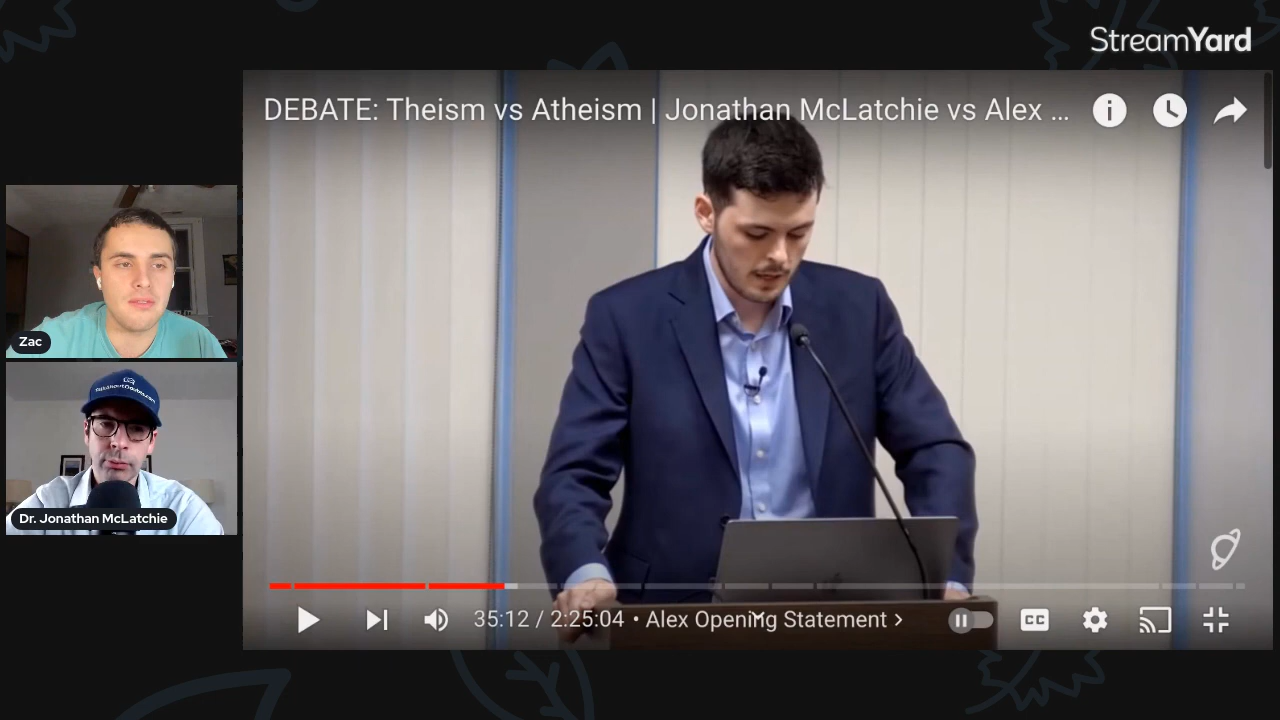 StreamYard
DEBATE: Theism vs Atheism | Jonathan McLatchie vs Alex ...
Zac
Dr. Jonathan McLatchie
35:12 / 2:25:04 • Alex Opening Statement >
CC